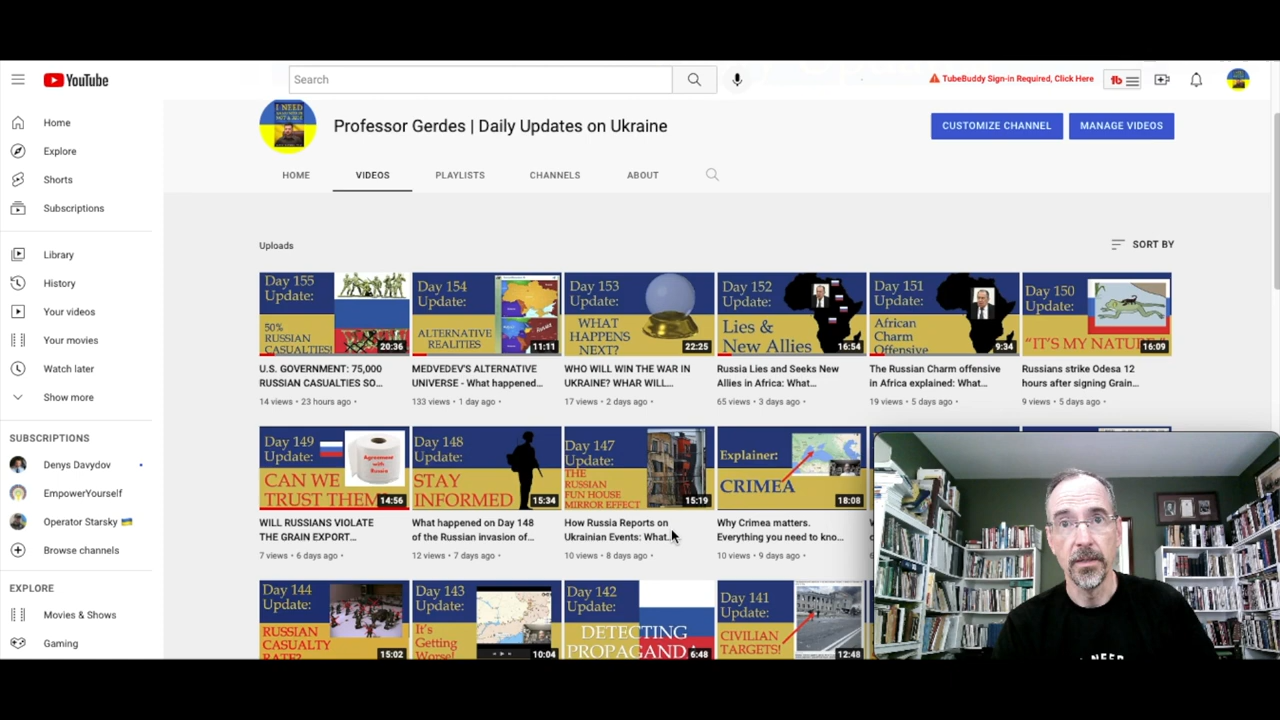 YouTube
Search
TubeBuddy Sign-in Required, Click Here
tb
Home
Explore
Shorts
Subscriptions
Library
History
Your videos
Your movies
Watch later
Show more
SUBSCRIPTIONS
Denys Davydov
EmpowerYourself
Operator Starsky
Browse channels
EXPLORE
Movies & Shows
Gaming
I NEED
Professor Gerdes | Daily Updates on Ukraine
CUSTOMIZE CHANNEL
MANAGE VIDEOS
HOME
VIDEOS
PLAYLISTS
CHANNELS
ABOUT
Uploads
SORT BY
Day 155
Update:
50%
RUSSIAN
CASUALTIES!
20:36
U.S. GOVERNMENT: 75,000
RUSSIAN CASUALTIES SO...
14 views • 23 hours ago •
Day 154
Update:
ALTERNATIVE
REALITIES
11:11
MEDVEDEV'S ALTERNATIVE
UNIVERSE - What happened...
133 views • 1 day ago •
Day 153
Update:
WHAT
HAPPENS
NEXT?
22:25
WHO WILL WIN THE WAR IN
UKRAINE? WHAR WILL...
17 views • 2 days ago •
Day 152
Update:
Lies &
New Allies
16:54
Russia Lies and Seeks New
Allies in Africa: What...
65 views • 3 days ago •
Day 151
Update:
African
Charm
Offensive
9:34
The Russian Charm offensive
in Africa explained: What...
19 views • 5 days ago •
Day 150
Update:
"IT'S MY NATURE"
16:09
Russians strike Odesa 12
hours after signing Grain...
9 views • 5 days ago •
Day 149
Update:
Agreement
with
Russia
CAN WE
TRUST THEM
14:56
WILL RUSSIANS VIOLATE
THE GRAIN EXPORT...
7 views • 6 days ago •
Day 148
Update:
STAY
INFORMED
15:34
What happened on Day 148
of the Russian invasion of...
12 views • 7 days ago •
Day 147
Update:
THE
RUSSIAN
FUN HOUSE
MIRROR EFFECT
15:19
How Russia Reports on
Ukrainian Events: What...
10 views • 8 days ago •
Explainer:
CRIMEA
18:08
Why Crimea matters.
Everything you need to kno...
10 views • 9 days ago •
Day 144
Update:
RUSSIAN
CASUALTY
RATE?
15:02
Day 143
Update:
It's
Getting
Worse!
10:04
Day 142
Update:
DETECTING
PROPAGANDA
6:48
Day 141
Update:
CIVILIAN
TARGETS!
12:48
I NEED